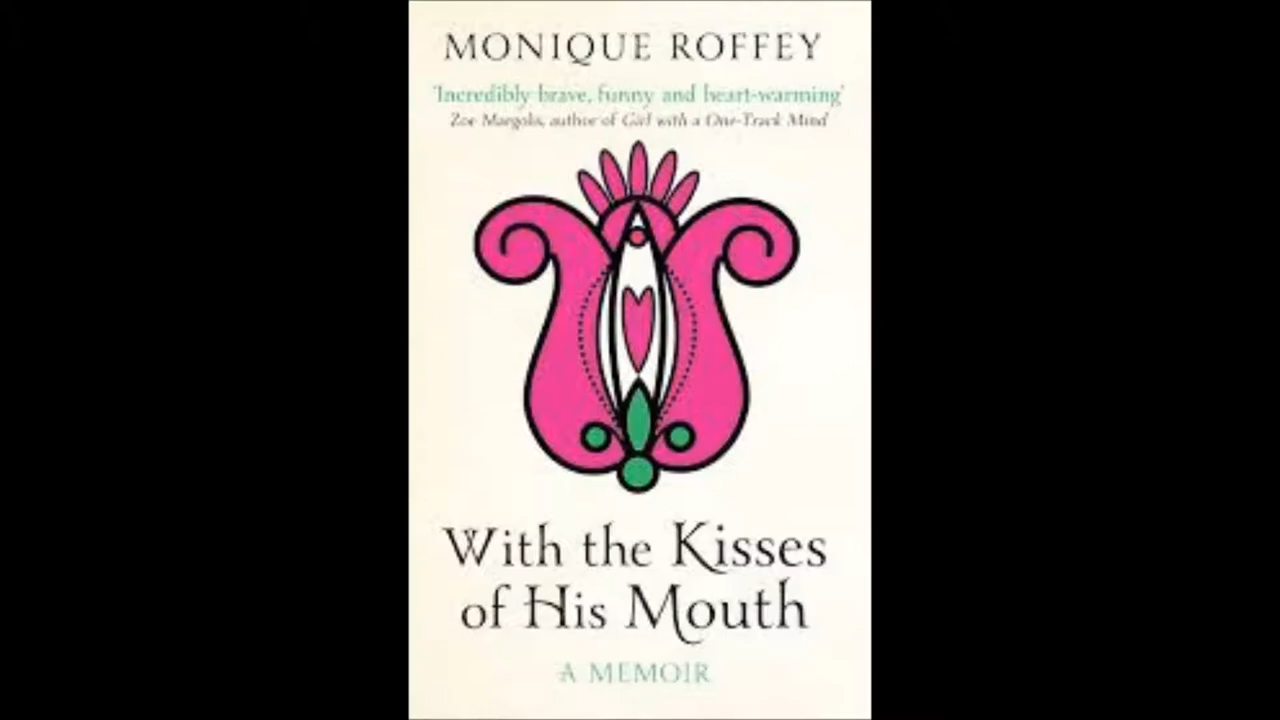 MONIQUE ROFFEY
'Incredibly brave, funny and heart-warming'
Zoe Margolis, author of Girl with a One-Track Mind
With the Kisses
of His Mouth
A MEMOIR